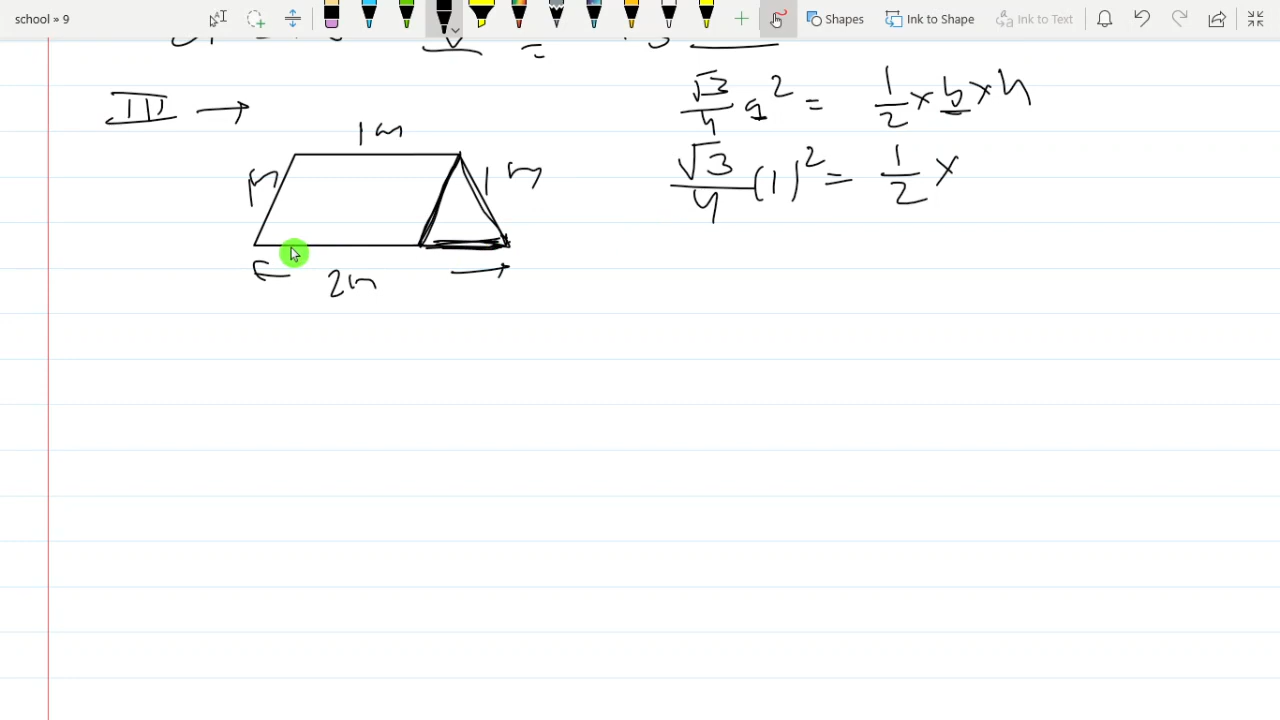 school » 9
Shapes
Ink to Shape
Ink to Text
III →
√3/4 a² = 1/2 × b × h
1m
1m
1m
√3/4 (1)² = 1/2 ×
2m